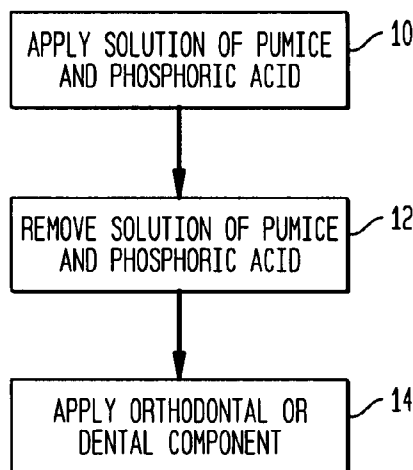 APPLY SOLUTION OF PUMICE
AND PHOSPHORIC ACID
10
REMOVE SOLUTION OF PUMICE
AND PHOSPHORIC ACID
12
APPLY ORTHODONTAL OR
DENTAL COMPONENT
14